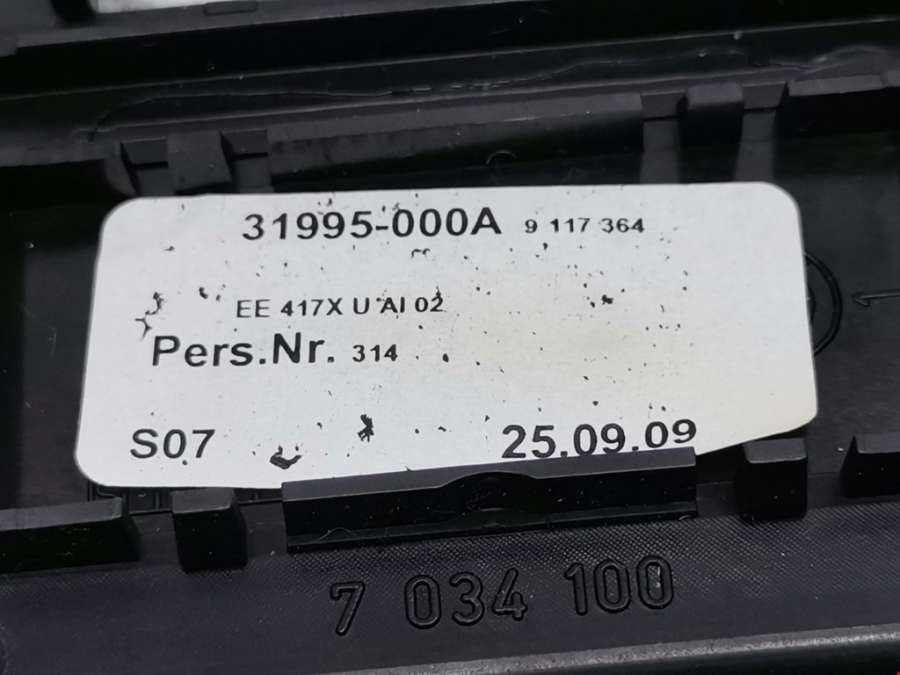 31995-000A 9 117 364
EE 417X U AI 02
Pers.Nr. 314
S07 25.09.09
7 034 100